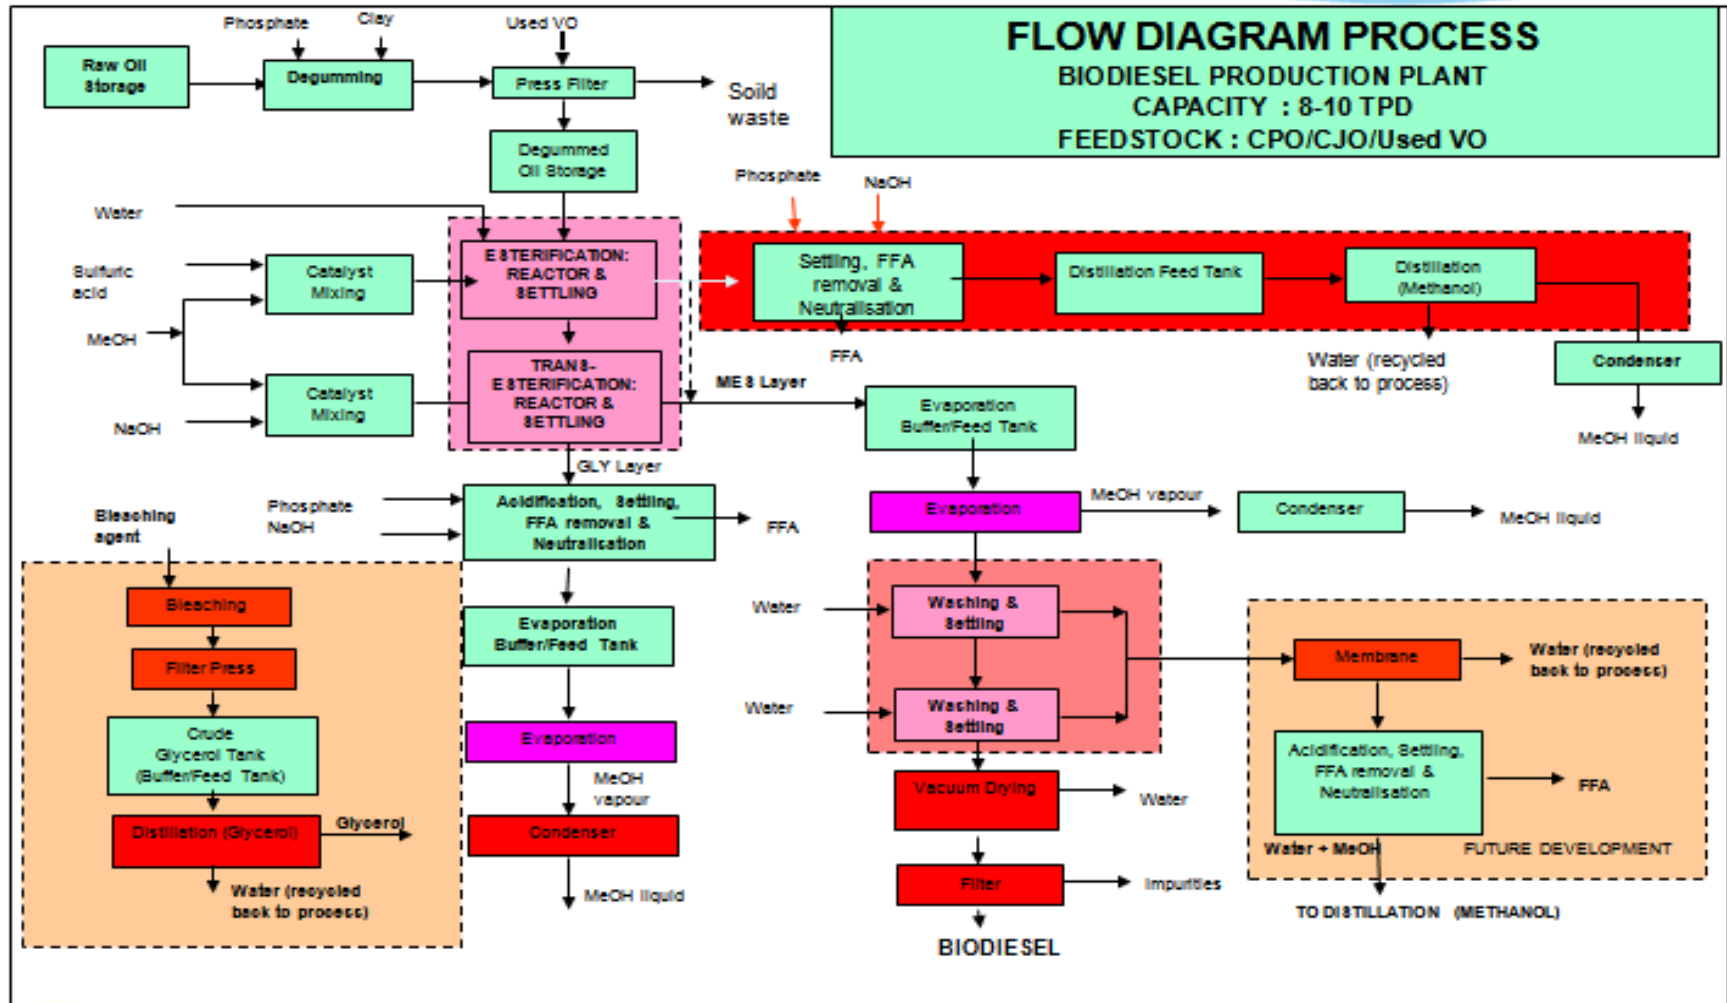 FLOW DIAGRAM PROCESS
BIODIESEL PRODUCTION PLANT
CAPACITY : 8-10 TPD
FEEDSTOCK : CPO/CJO/Used VO
Phosphate
Clay
Used VO
Raw Oil
Storage
Degumming
Press Filter
Soild
waste
Degummed
Oil Storage
Phosphate
NaOH
Water
Sulfuric
acid
MeOH
NaOH
Catalyst
Mixing
Catalyst
Mixing
ESTERIFICATION:
REACTOR &
SETTLING
TRANS-
ESTERIFICATION:
REACTOR &
SETTLING
Settling, FFA
removal &
Neutralisation
Distillation Feed Tank
Distillation
(Methanol)
FFA
Water (recycled
back to process)
Condenser
MeOH liquid
MES Layer
Evaporation
Buffer/Feed Tank
GLY Layer
Phosphate
NaOH
Acidification, Settling,
FFA removal &
Neutralisation
FFA
Evaporation
MeOH vapour
Condenser
MeOH liquid
Bleaching
agent
Bleaching
Filter Press
Crude
Glycerol Tank
(Buffer/Feed Tank)
Distillation (Glycerol)
Glycerol
Water (recycled
back to process)
Evaporation
Buffer/Feed Tank
Evaporation
MeOH
vapour
Condenser
MeOH liquid
Water
Washing &
Settling
Water
Washing &
Settling
Vacuum Drying
Water
Filter
Impurities
BIODIESEL
Membrane
Water (recycled
back to process)
Acidification, Settling,
FFA removal &
Neutralisation
FFA
Water + MeOH
FUTURE DEVELOPMENT
TO DISTILLATION (METHANOL)